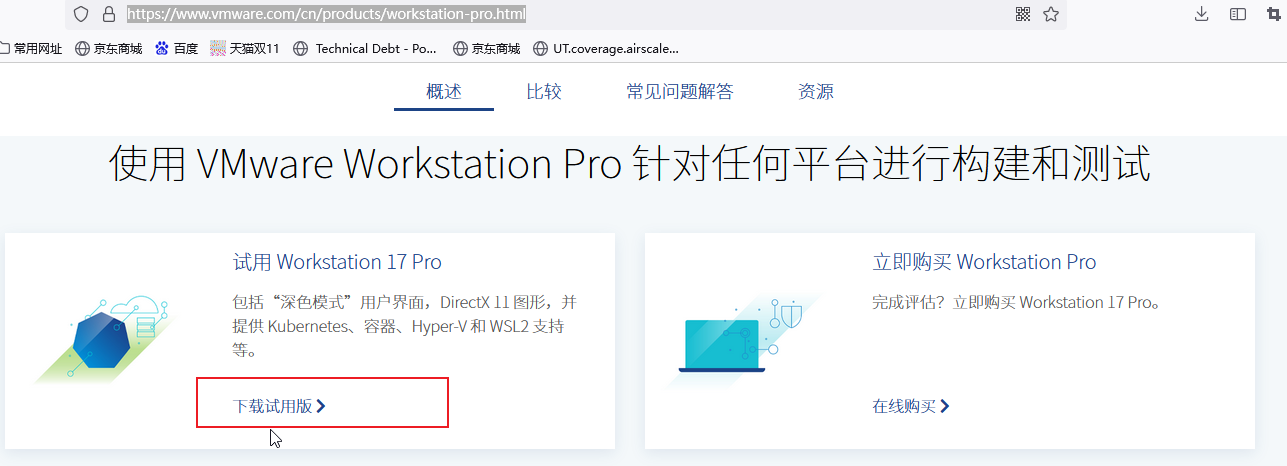 https://www.vmware.com/cn/products/workstation-pro.html
常用网址 京东商城 百度 天猫双11 Technical Debt - Po... 京东商城 UT.coverage.airscale...
概述 比较 常见问题解答 资源
使用 VMware Workstation Pro 针对任何平台进行构建和测试
试用 Workstation 17 Pro
包括“深色模式”用户界面，DirectX 11 图形，并
提供 Kubernetes、容器、Hyper-V 和 WSL2 支持
等。
下载试用版
立即购买 Workstation Pro
完成评估？立即购买 Workstation 17 Pro。
在线购买